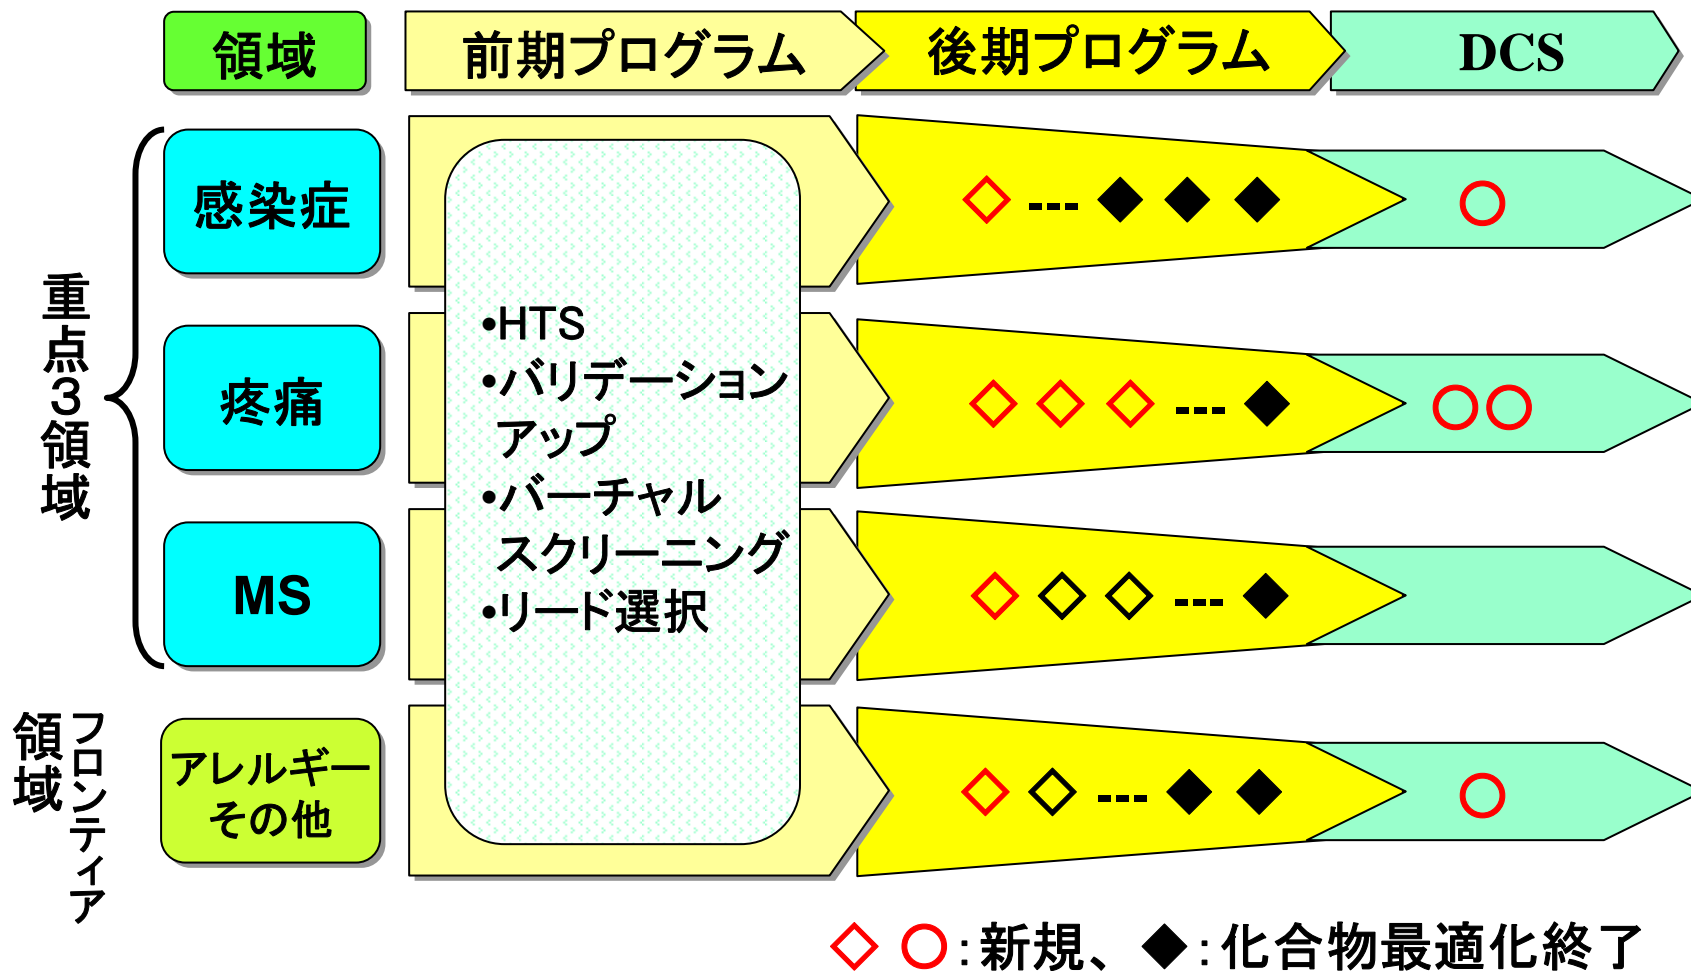 領域
前期プログラム
後期プログラム
DCS
重点3領域
感染症
疼痛
MS
フロンティア
領域
アレルギー
その他
•HTS
•バリデーション
アップ
•バーチャル
スクリーニング
•リード選択
---
---
---
---
◇ ○:新規、◆:化合物最適化終了